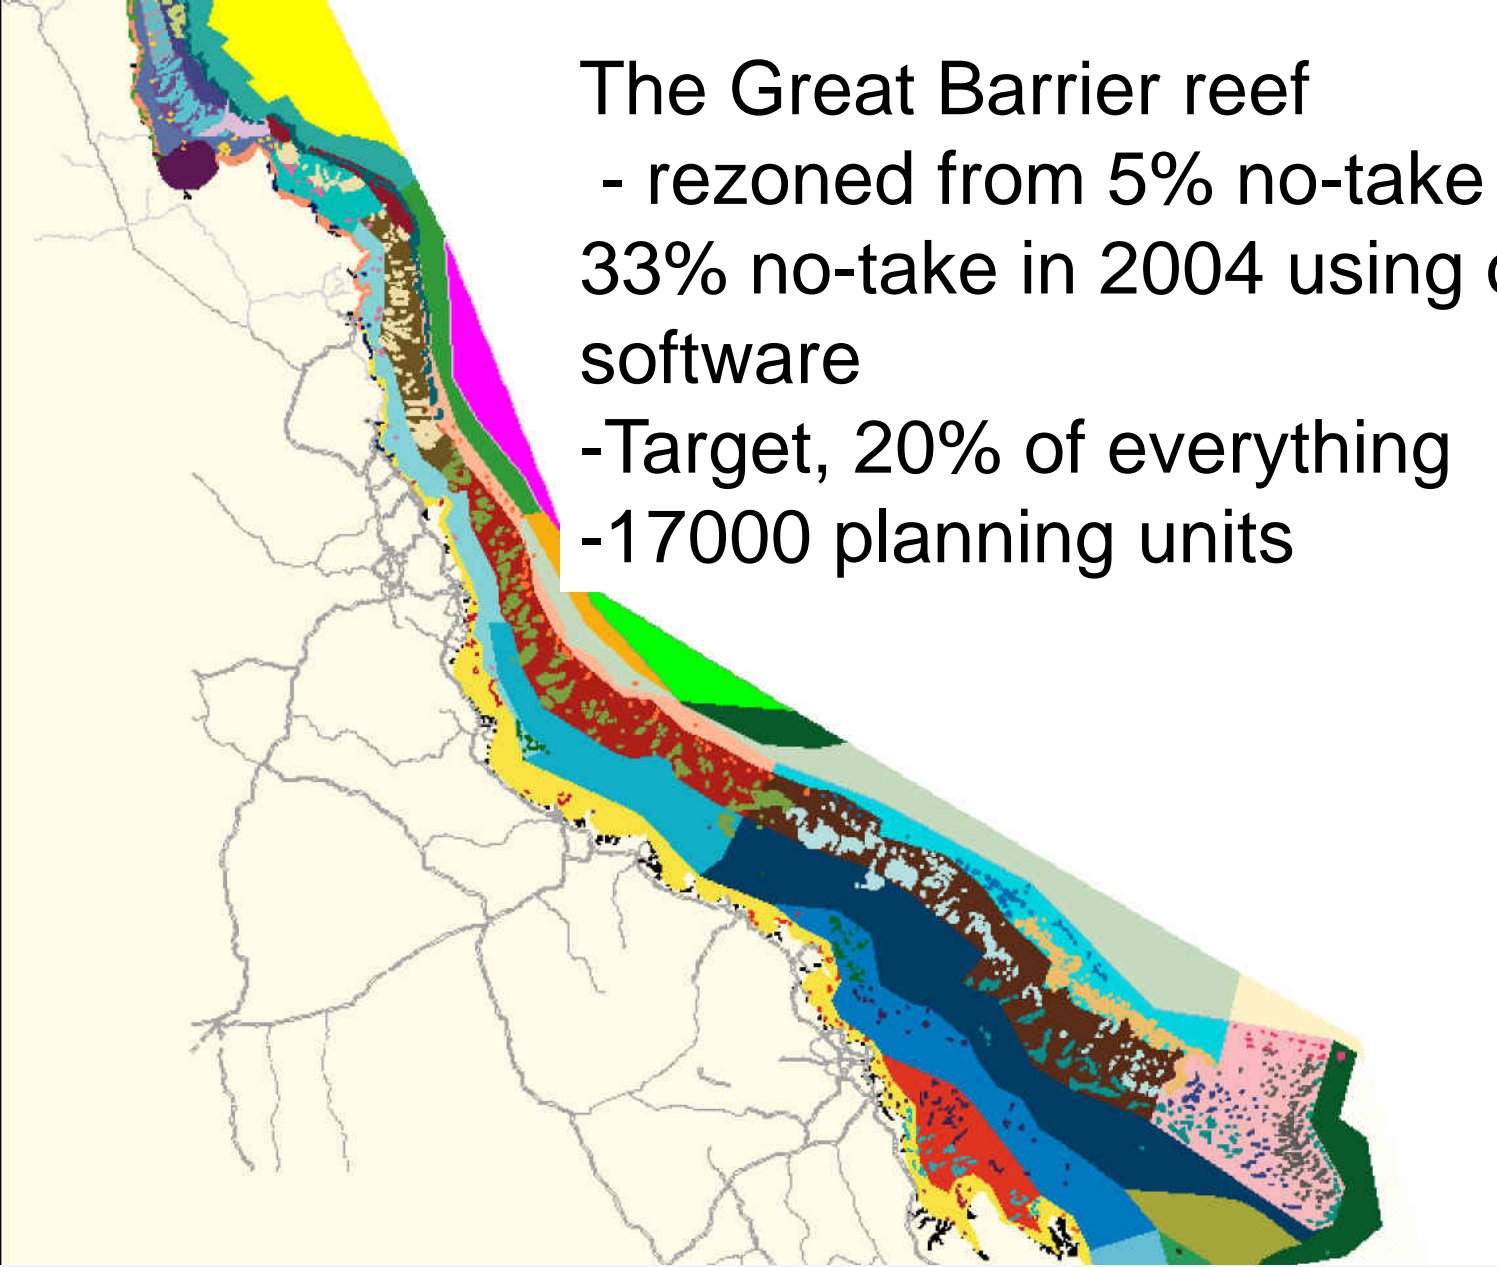 The Great Barrier reef
- rezoned from 5% no-take
33% no-take in 2004 using
software
-Target, 20% of everything
-17000 planning units